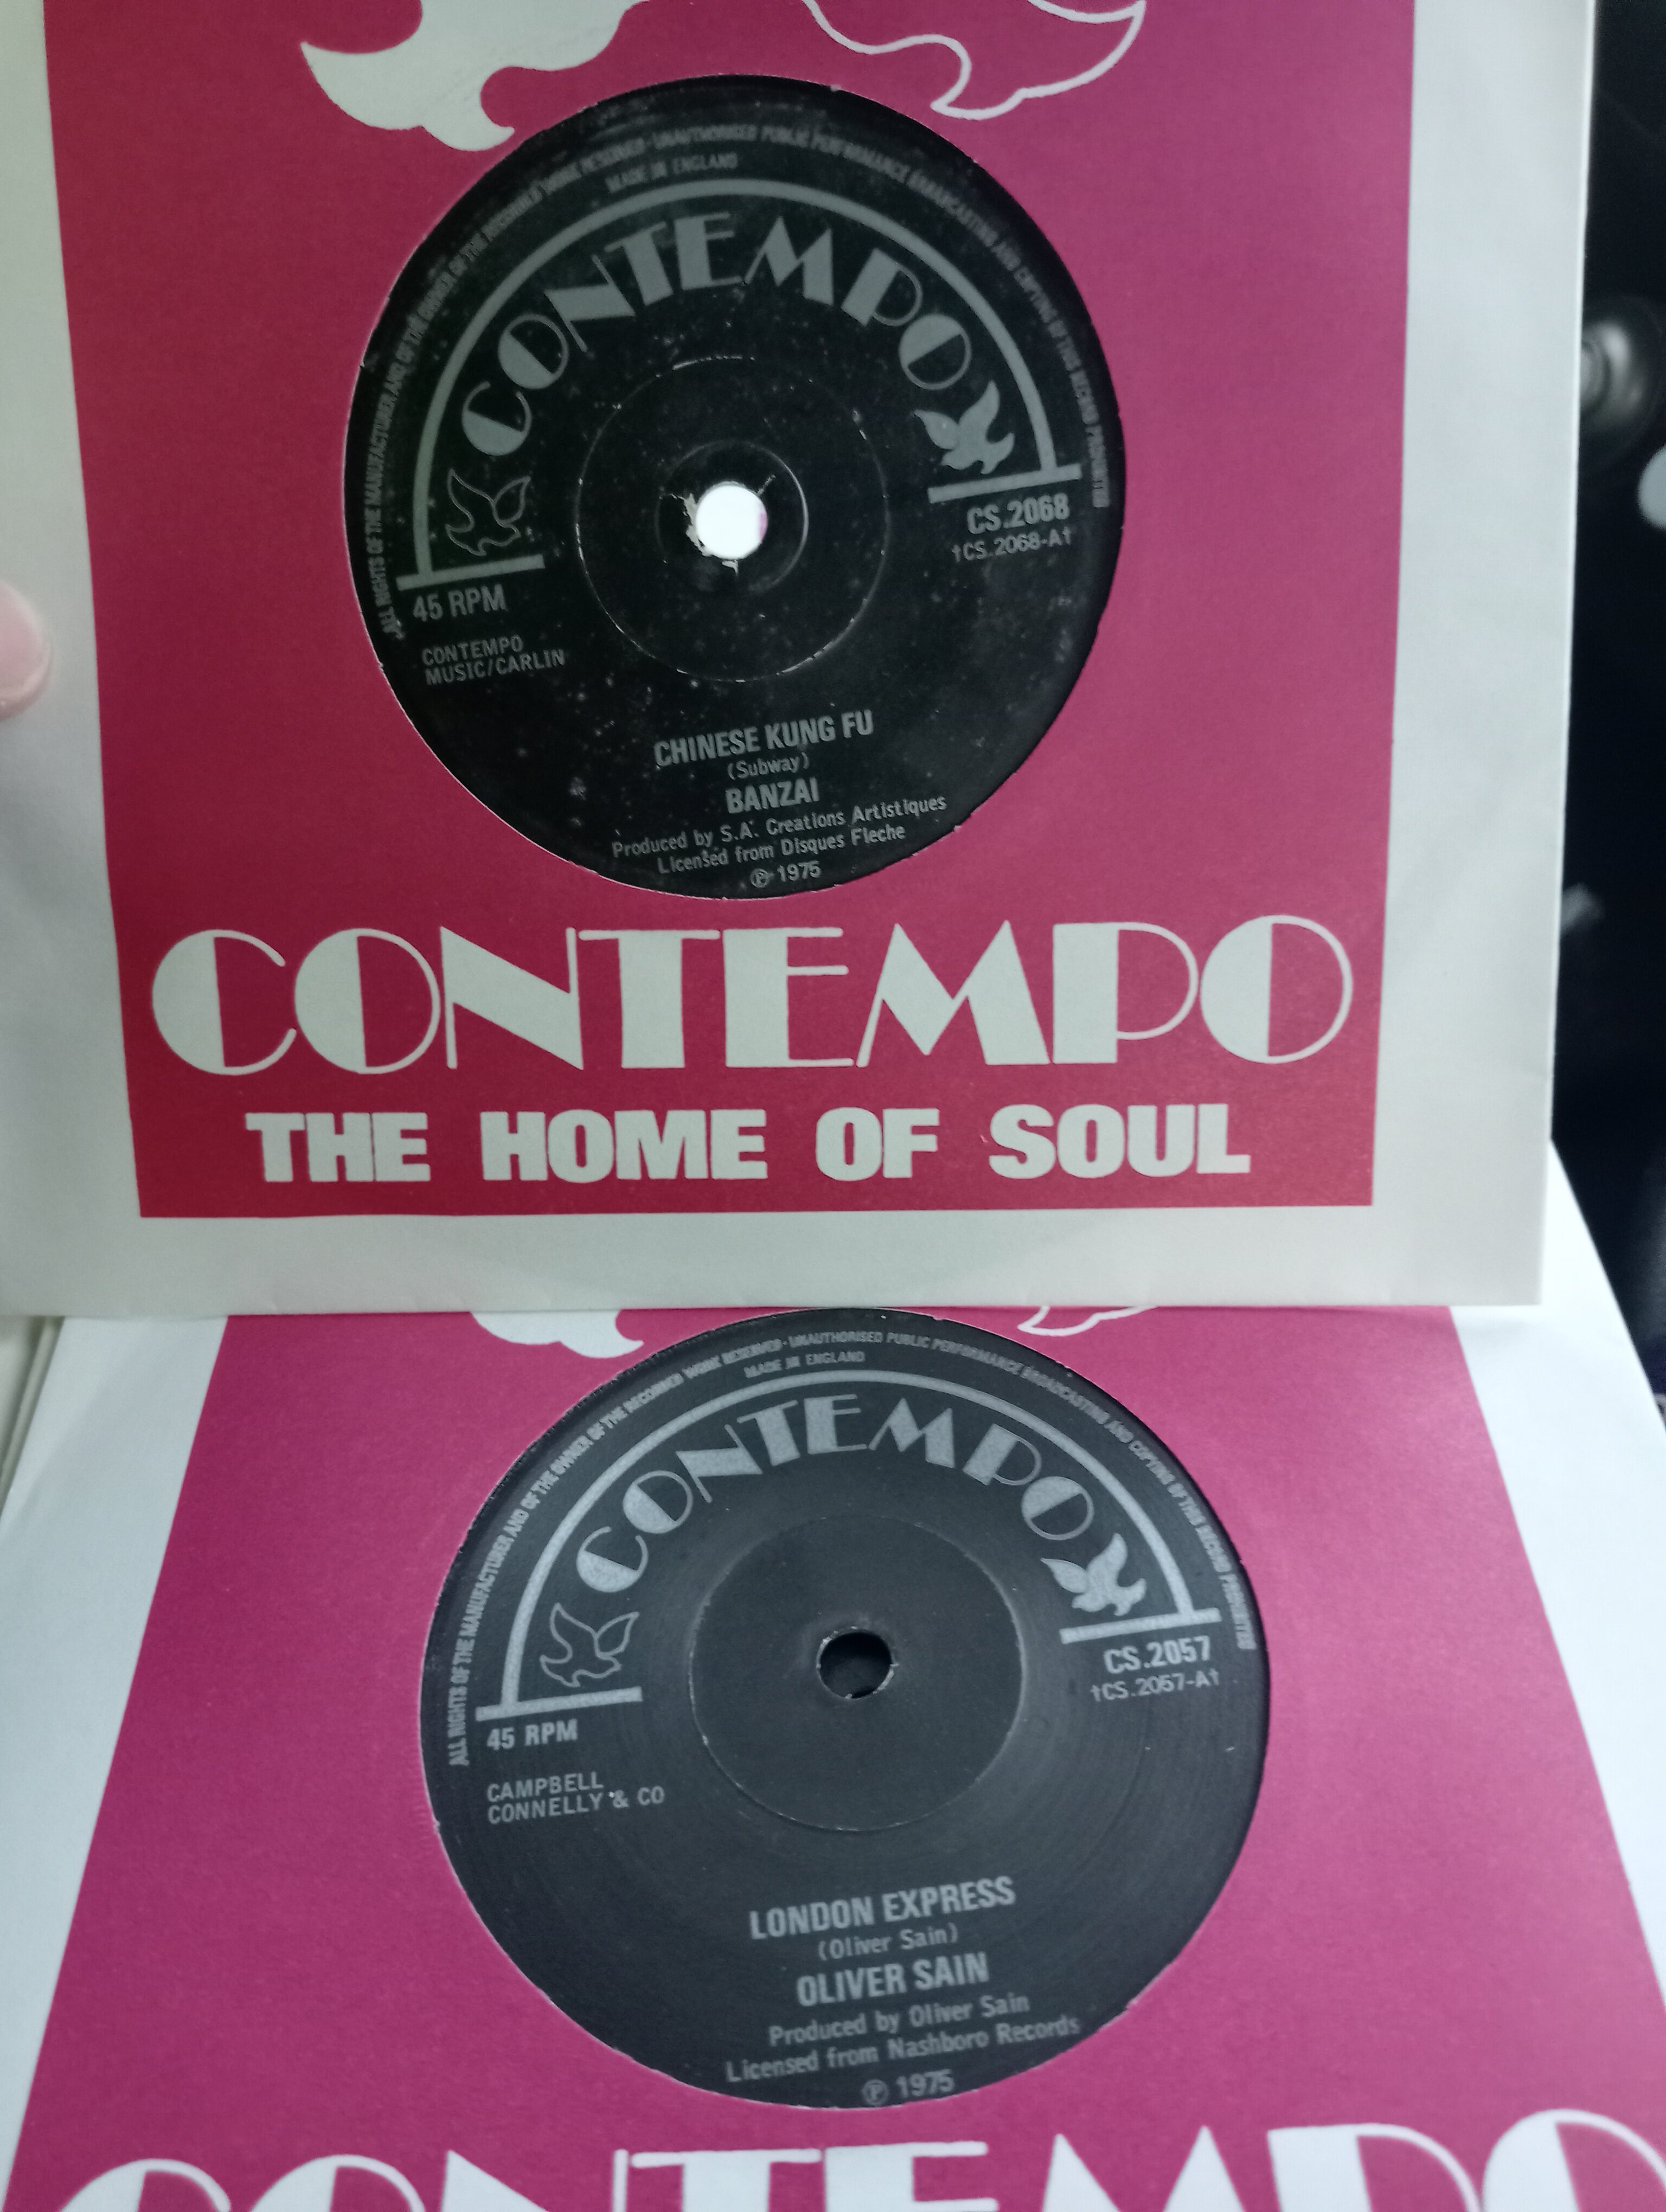 ALL RIGHTS OF THE MANUFACTURER AND OF THE OWNER OF THE RECORDED WORK RESERVED · UNAUTHORISED PUBLIC PERFORMANCE BROADCASTING AND COPYING OF THIS RECORD PROHIBITED
MADE IN ENGLAND
CONTEMPO
CS.2068
†CS.2068-A†
45 RPM
CONTEMPO
MUSIC/CARLIN
CHINESE KUNG FU
(Subway)
BANZAI
Produced by S.A. Creations Artistiques
Licensed from Disques Fleche
℗ 1975
CONTEMPO
THE HOME OF SOUL
ALL RIGHTS OF THE MANUFACTURER AND OF THE OWNER OF THE RECORDED WORK RESERVED · UNAUTHORISED PUBLIC PERFORMANCE BROADCASTING AND COPYING OF THIS RECORD PROHIBITED
MADE IN ENGLAND
CONTEMPO
CS.2057
†CS.2057-A†
45 RPM
CAMPBELL
CONNELLY & CO
LONDON EXPRESS
(Oliver Sain)
OLIVER SAIN
Produced by Oliver Sain
Licensed from Nashboro Records
℗ 1975
CONTEMPO